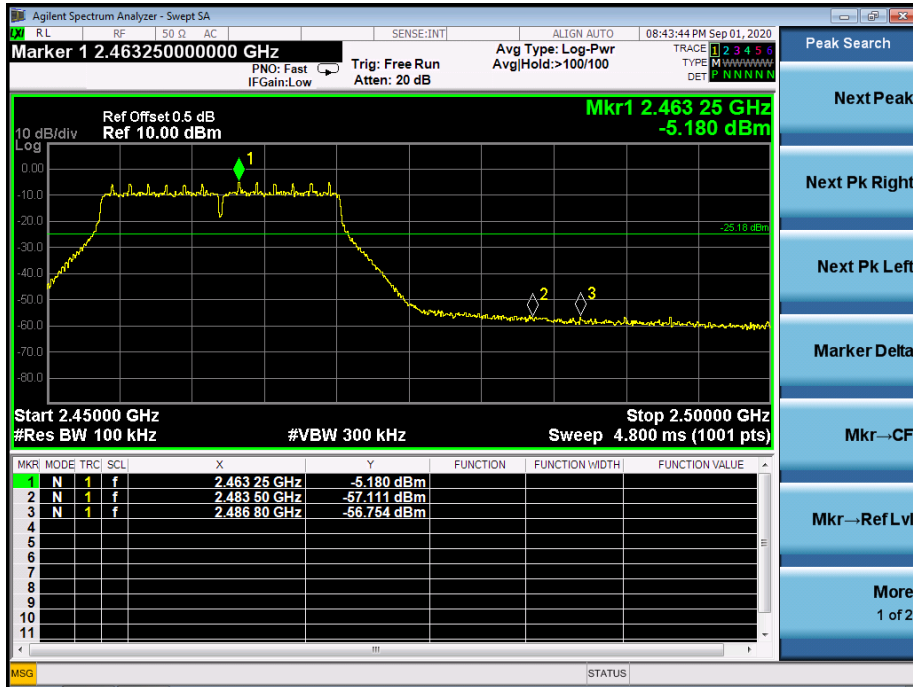 Agilent Spectrum Analyzer - Swept SA
LXI RL RF 50 Ω AC SENSE:INT ALIGN AUTO 08:43:44 PM Sep 01, 2020
Marker 1 2.463250000000 GHz
PNO: Fast
IFGain:Low
Trig: Free Run
Atten: 20 dB
Avg Type: Log-Pwr
Avg|Hold:>100/100
TRACE 1 2 3 4 5 6
TYPE M WWWWW
DET P N N N N N
Ref Offset 0.5 dB
10 dB/div Ref 10.00 dBm
Log
Mkr1 2.463 25 GHz
-5.180 dBm
0.00
-10.0
-20.0
-30.0
-40.0
-50.0
-60.0
-70.0
-80.0
1
-25.18 dBm
2 3
Start 2.45000 GHz Stop 2.50000 GHz
#Res BW 100 kHz #VBW 300 kHz Sweep 4.800 ms (1001 pts)
MKR MODE TRC SCL X Y FUNCTION FUNCTION WIDTH FUNCTION VALUE
1 N 1 f 2.463 25 GHz -5.180 dBm
2 N 1 f 2.483 50 GHz -57.111 dBm
3 N 1 f 2.486 80 GHz -56.754 dBm
4
5
6
7
8
9
10
11
MSG STATUS
Peak Search
Next Peak
Next Pk Right
Next Pk Left
Marker Delta
Mkr→CF
Mkr→Ref Lvl
More
1 of 2